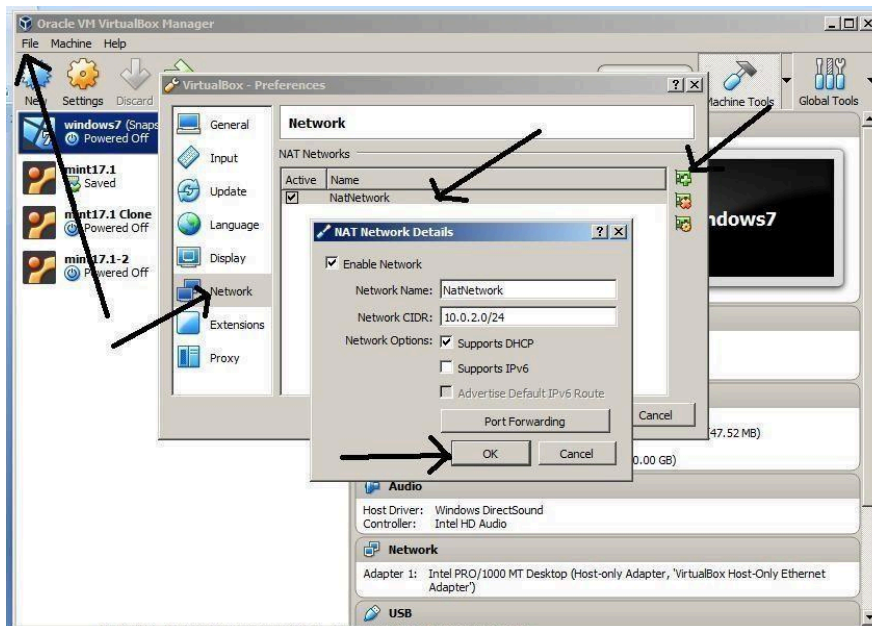 Oracle VM VirtualBox Manager
File Machine Help
New Settings Discard
Machine Tools Global Tools
windows7 (Snaps
Powered Off
mint17.1
Saved
mint17.1 Clone
Powered Off
mint17.1-2
Powered Off
VirtualBox - Preferences
General
Input
Update
Language
Display
Network
Extensions
Proxy
Network
NAT Networks
Active Name
NatNetwork
Cancel
NAT Network Details
Enable Network
Network Name: NatNetwork
Network CIDR: 10.0.2.0/24
Network Options: Supports DHCP
Supports IPv6
Advertise Default IPv6 Route
Port Forwarding
OK Cancel
ndows7
47.52 MB)
0.00 GB)
Audio
Host Driver: Windows DirectSound
Controller: Intel HD Audio
Network
Adapter 1: Intel PRO/1000 MT Desktop (Host-only Adapter, 'VirtualBox Host-Only Ethernet
Adapter')
USB